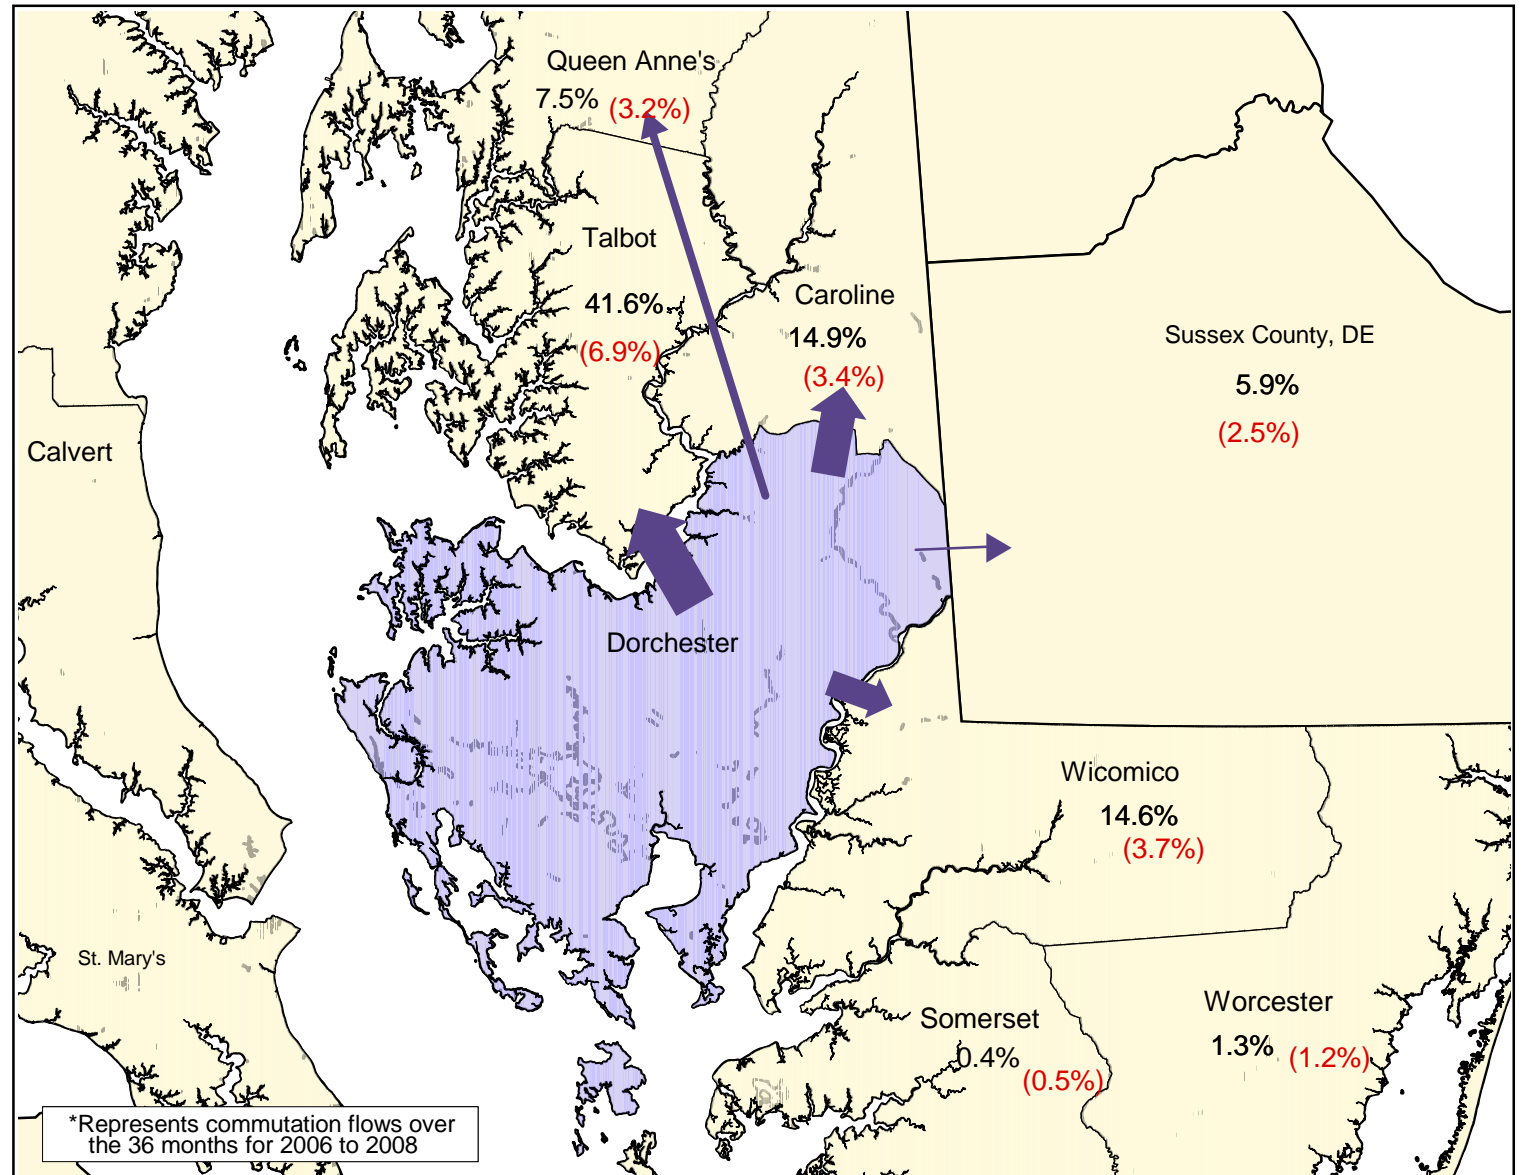 Queen Anne's
7.5% (3.2%)
Talbot
41.6%
(6.9%)
Caroline
14.9%
(3.4%)
Sussex County, DE
5.9%
(2.5%)
Calvert
Dorchester
Wicomico
14.6%
(3.7%)
St. Mary's
Somerset
0.4%
(0.5%)
Worcester
1.3% (1.2%)
*Represents commutation flows over
the 36 months for 2006 to 2008